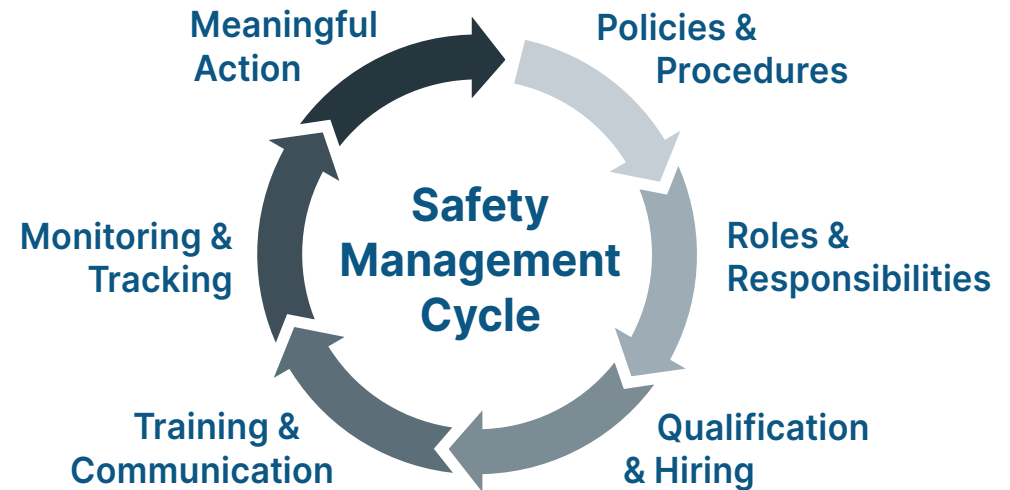 Safety
Management
Cycle
Policies &
Procedures
Roles &
Responsibilities
Qualification
& Hiring
Training &
Communication
Monitoring &
Tracking
Meaningful
Action